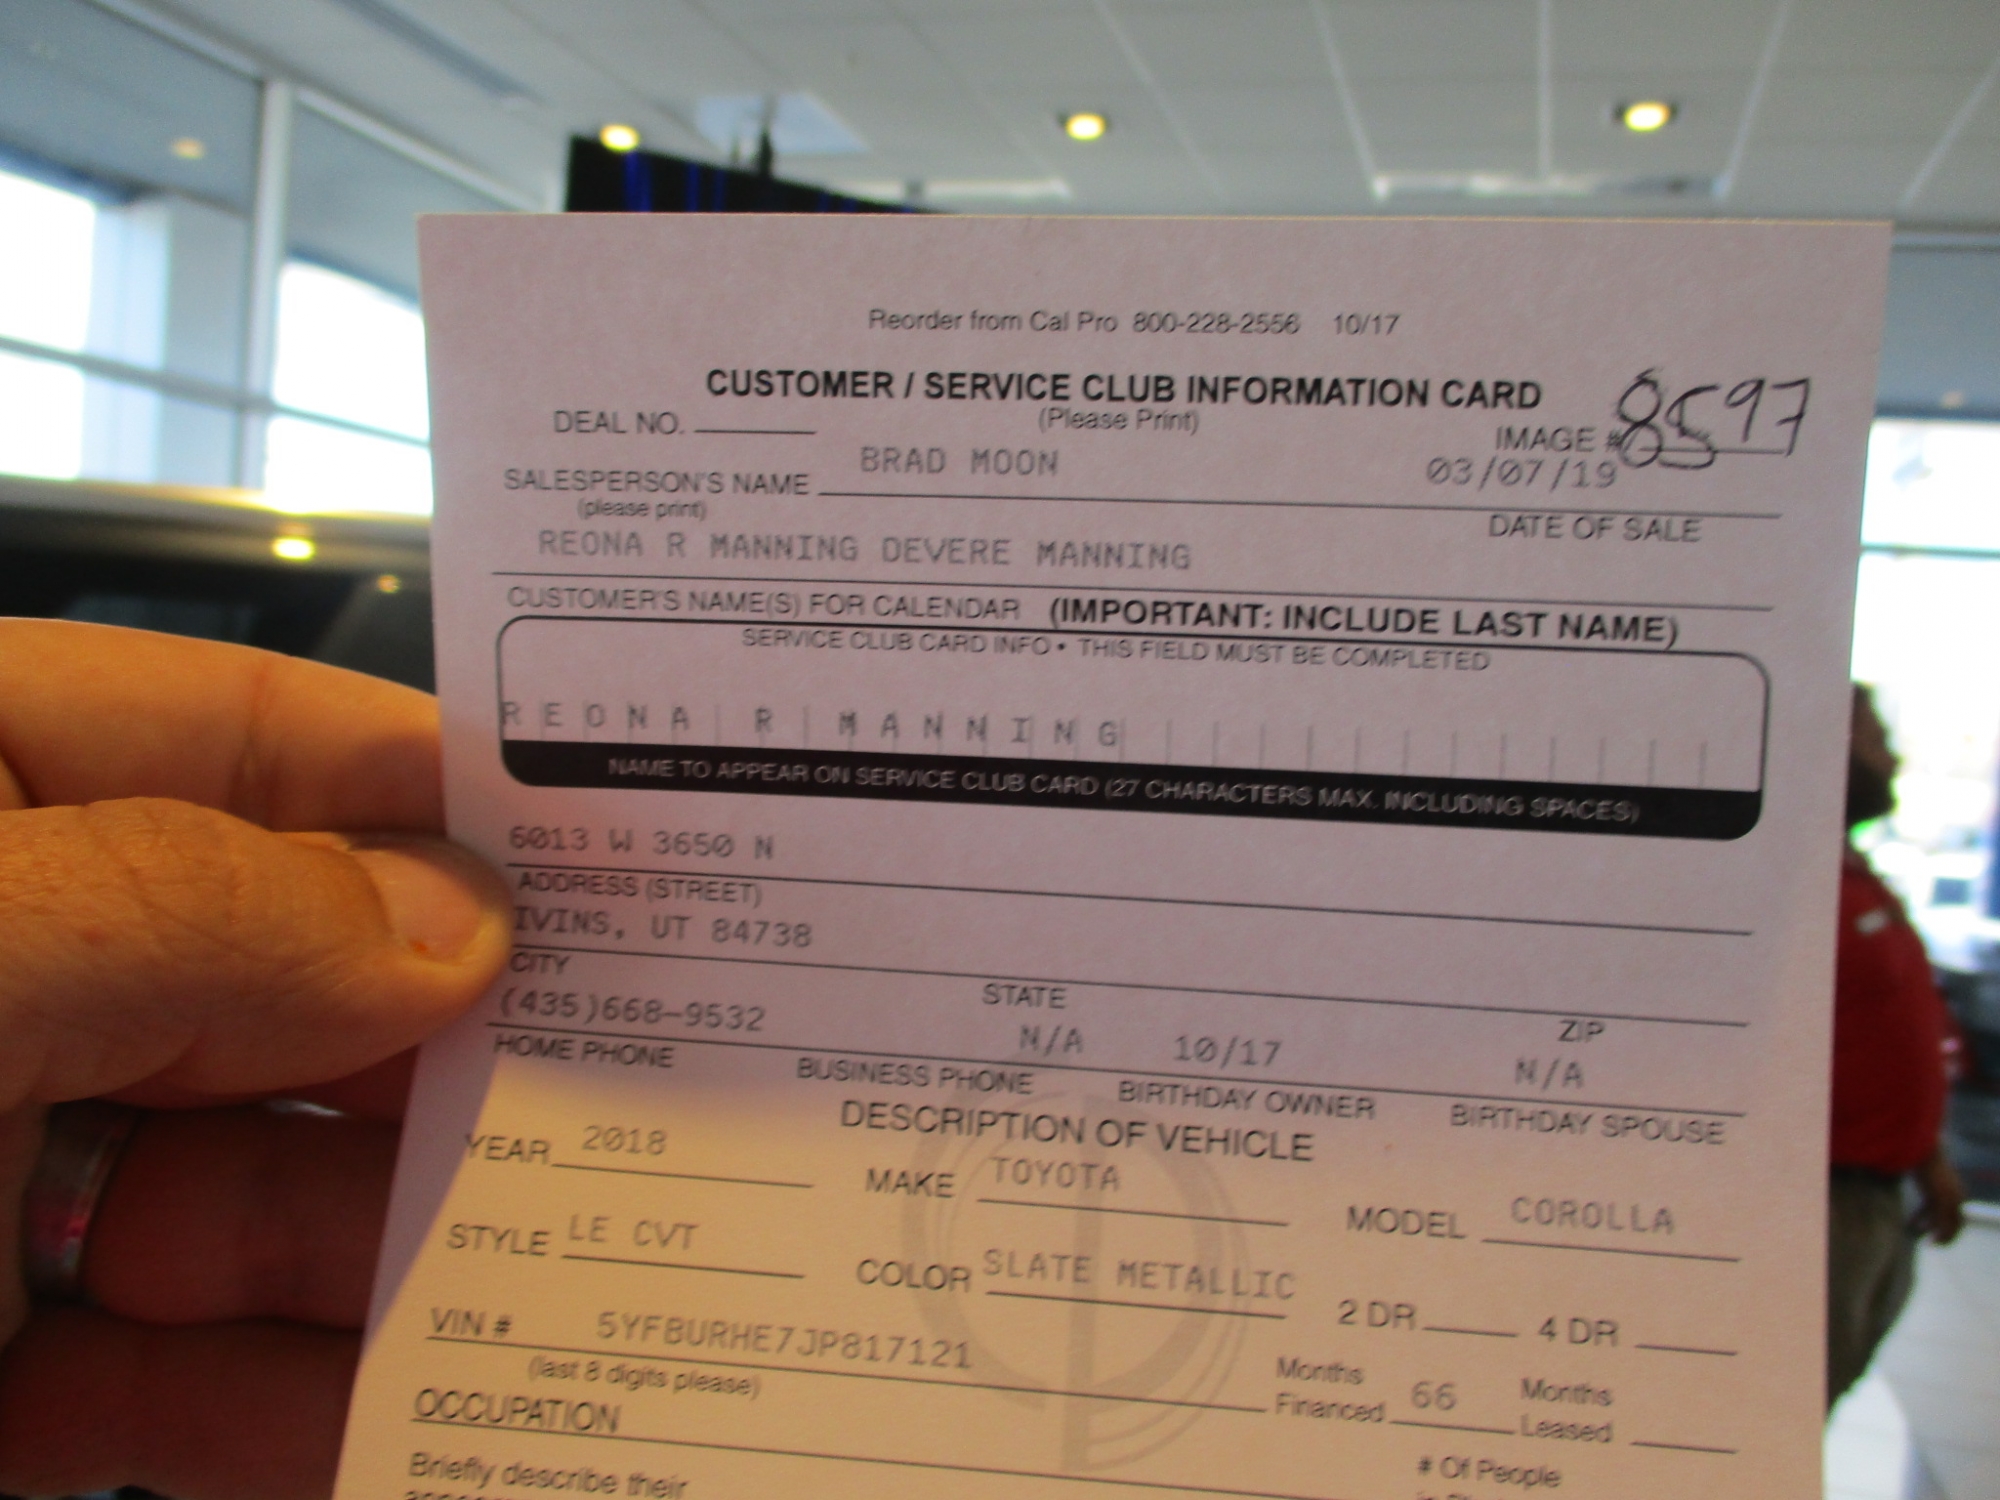 Reorder from Cal Pro 800-228-2556 10/17
CUSTOMER / SERVICE CLUB INFORMATION CARD
(Please Print)
DEAL NO.
IMAGE # 8597
BRAD MOON
03/07/19
SALESPERSON'S NAME
(please print)
DATE OF SALE
REONA R MANNING DEVERE MANNING
CUSTOMER'S NAME(S) FOR CALENDAR (IMPORTANT: INCLUDE LAST NAME)
SERVICE CLUB CARD INFO • THIS FIELD MUST BE COMPLETED
REONA R MANNING
NAME TO APPEAR ON SERVICE CLUB CARD (27 CHARACTERS MAX. INCLUDING SPACES)
6013 W 3650 N
ADDRESS (STREET)
IVINS, UT 84738
CITY STATE ZIP
(435)668-9532 N/A 10/17 N/A
HOME PHONE BUSINESS PHONE BIRTHDAY OWNER BIRTHDAY SPOUSE
DESCRIPTION OF VEHICLE
YEAR 2018 MAKE TOYOTA MODEL COROLLA
STYLE LE CVT COLOR SLATE METALLIC 2 DR 4 DR
VIN # 5YFBURHE7JP817121
(last 8 digits please)
Months Financed 66 Months Leased
OCCUPATION
Briefly describe their
# Of People